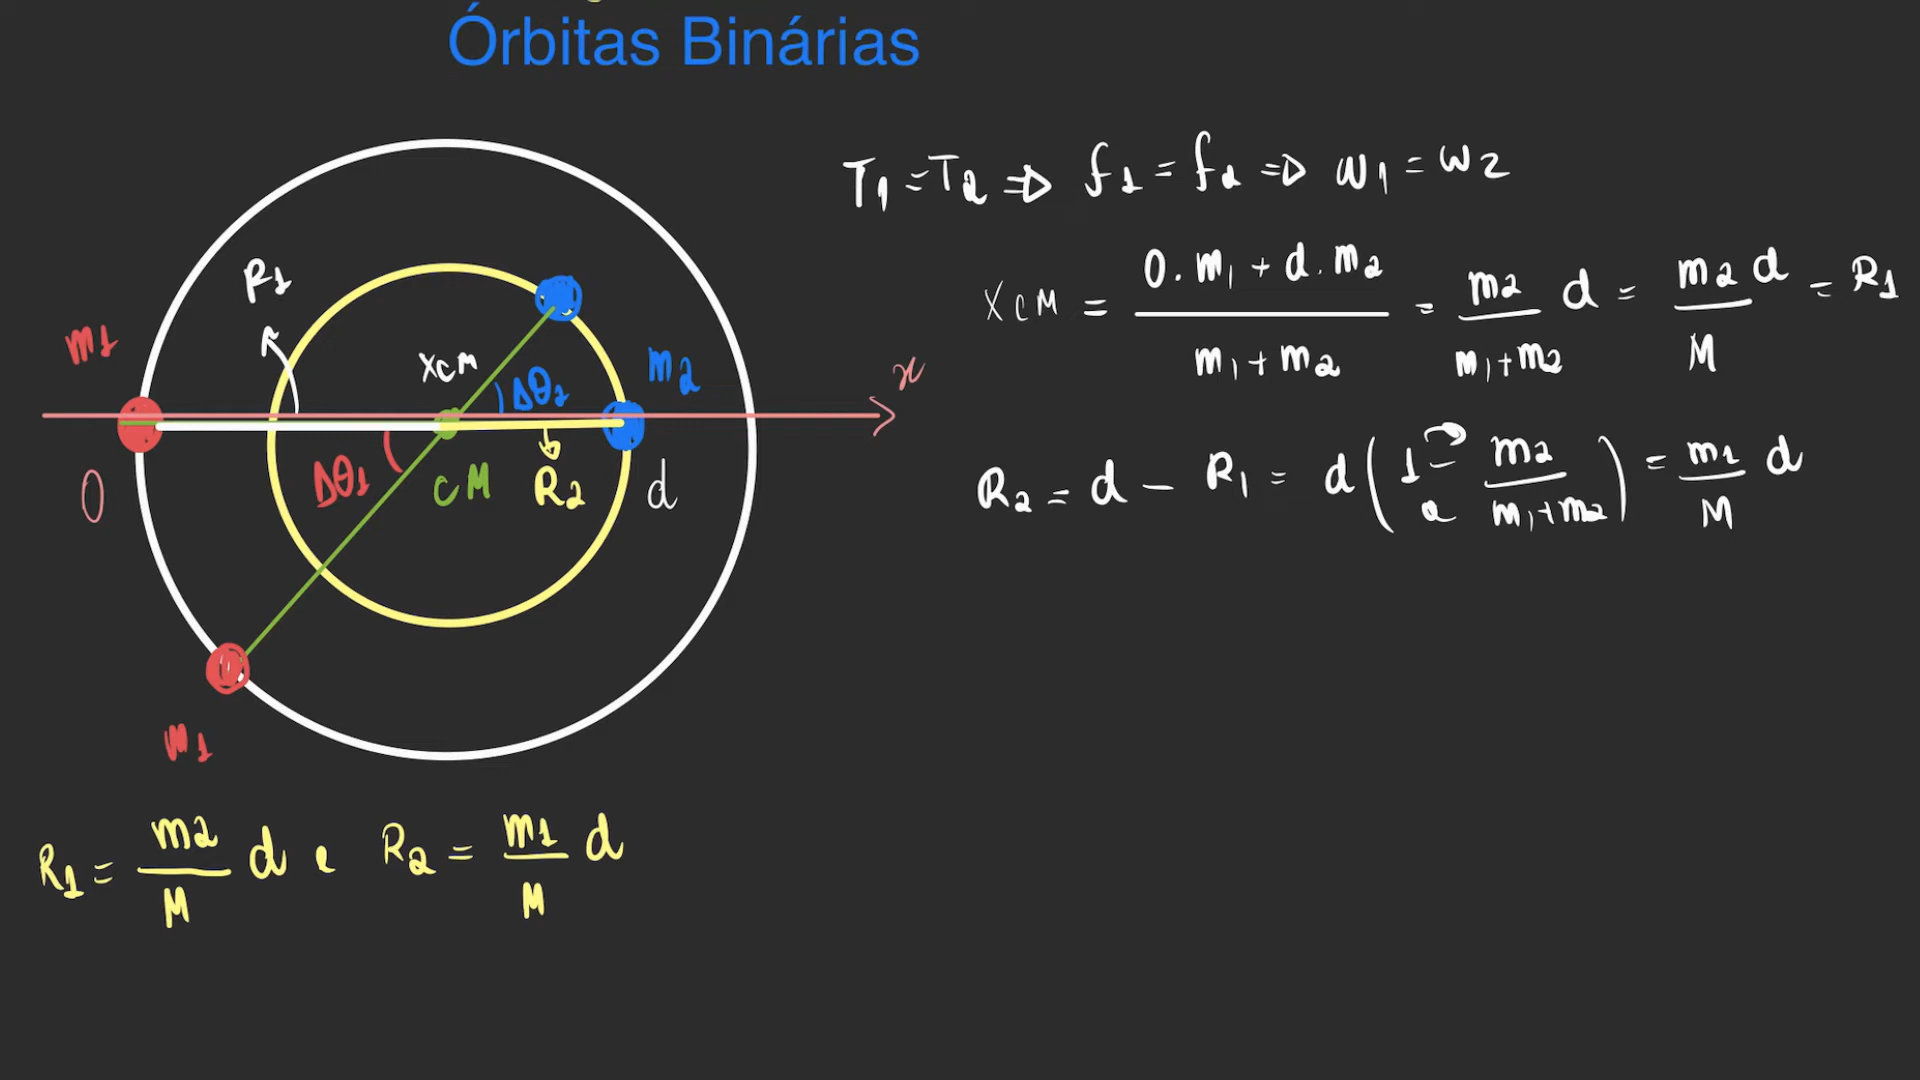 Órbitas Binárias
T1 = T2 ⇒ f1 = f2 ⇒ ω1 = ω2
R1
XCM = (0. m1 + d. m2)/(m1 + m2) = m2/(m1+m2) d = m2 d/M = R1
m1
XCM
Δθ2
m2
x
Δθ1
CM
R2
0
d
R2 = d - R1 = d (1 - m2/(m1+m2)) = m1/M d
m1
R1 = m2/M d e R2 = m1/M d